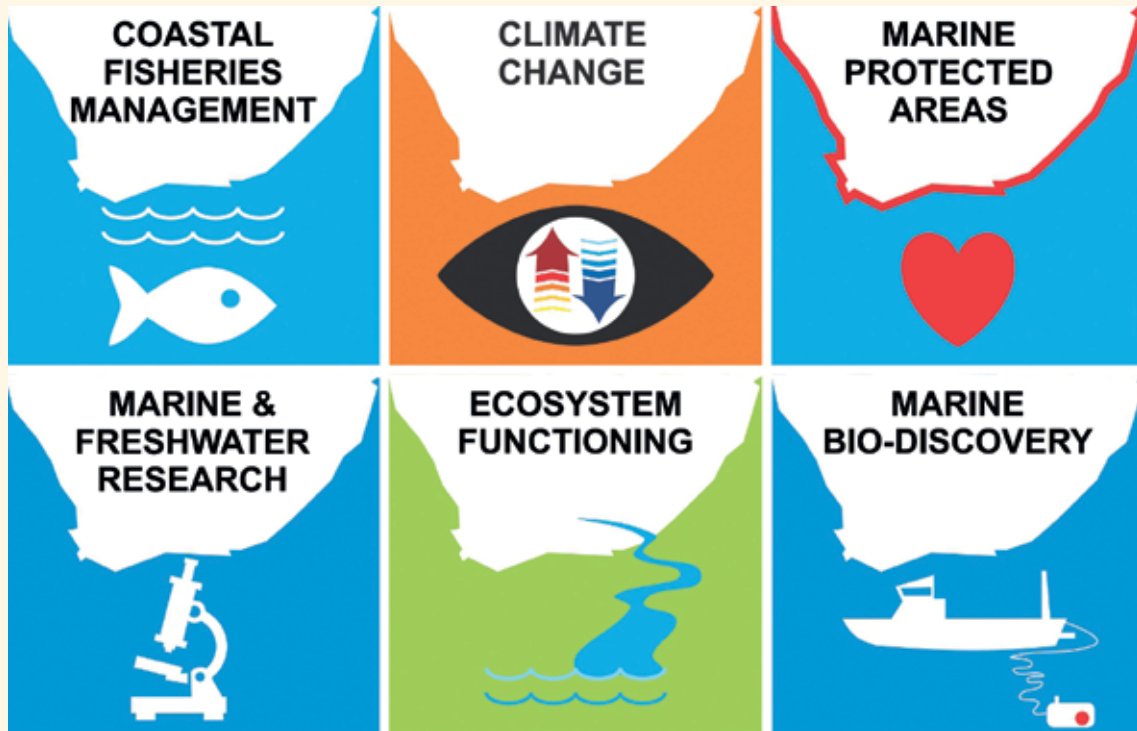 COASTAL
FISHERIES
MANAGEMENT
CLIMATE
CHANGE
MARINE
PROTECTED
AREAS
MARINE &
FRESHWATER
RESEARCH
ECOSYSTEM
FUNCTIONING
MARINE
BIO-DISCOVERY